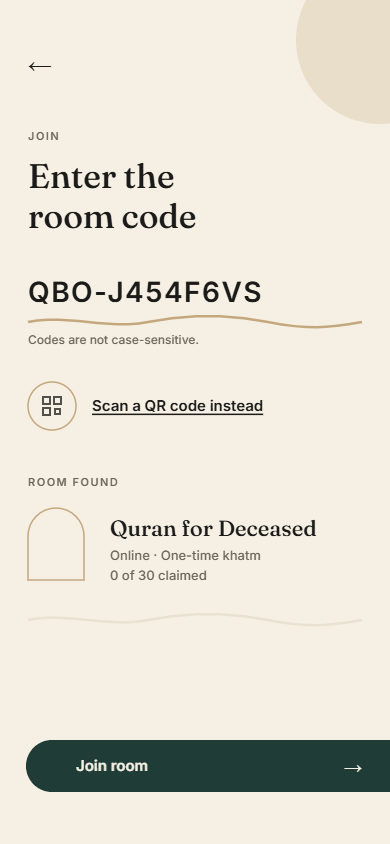 ←
JOIN
Enter the
room code
QBO-J454F6VS
Codes are not case-sensitive.
Scan a QR code instead
ROOM FOUND
Quran for Deceased
Online · One-time khatm
0 of 30 claimed
Join room →